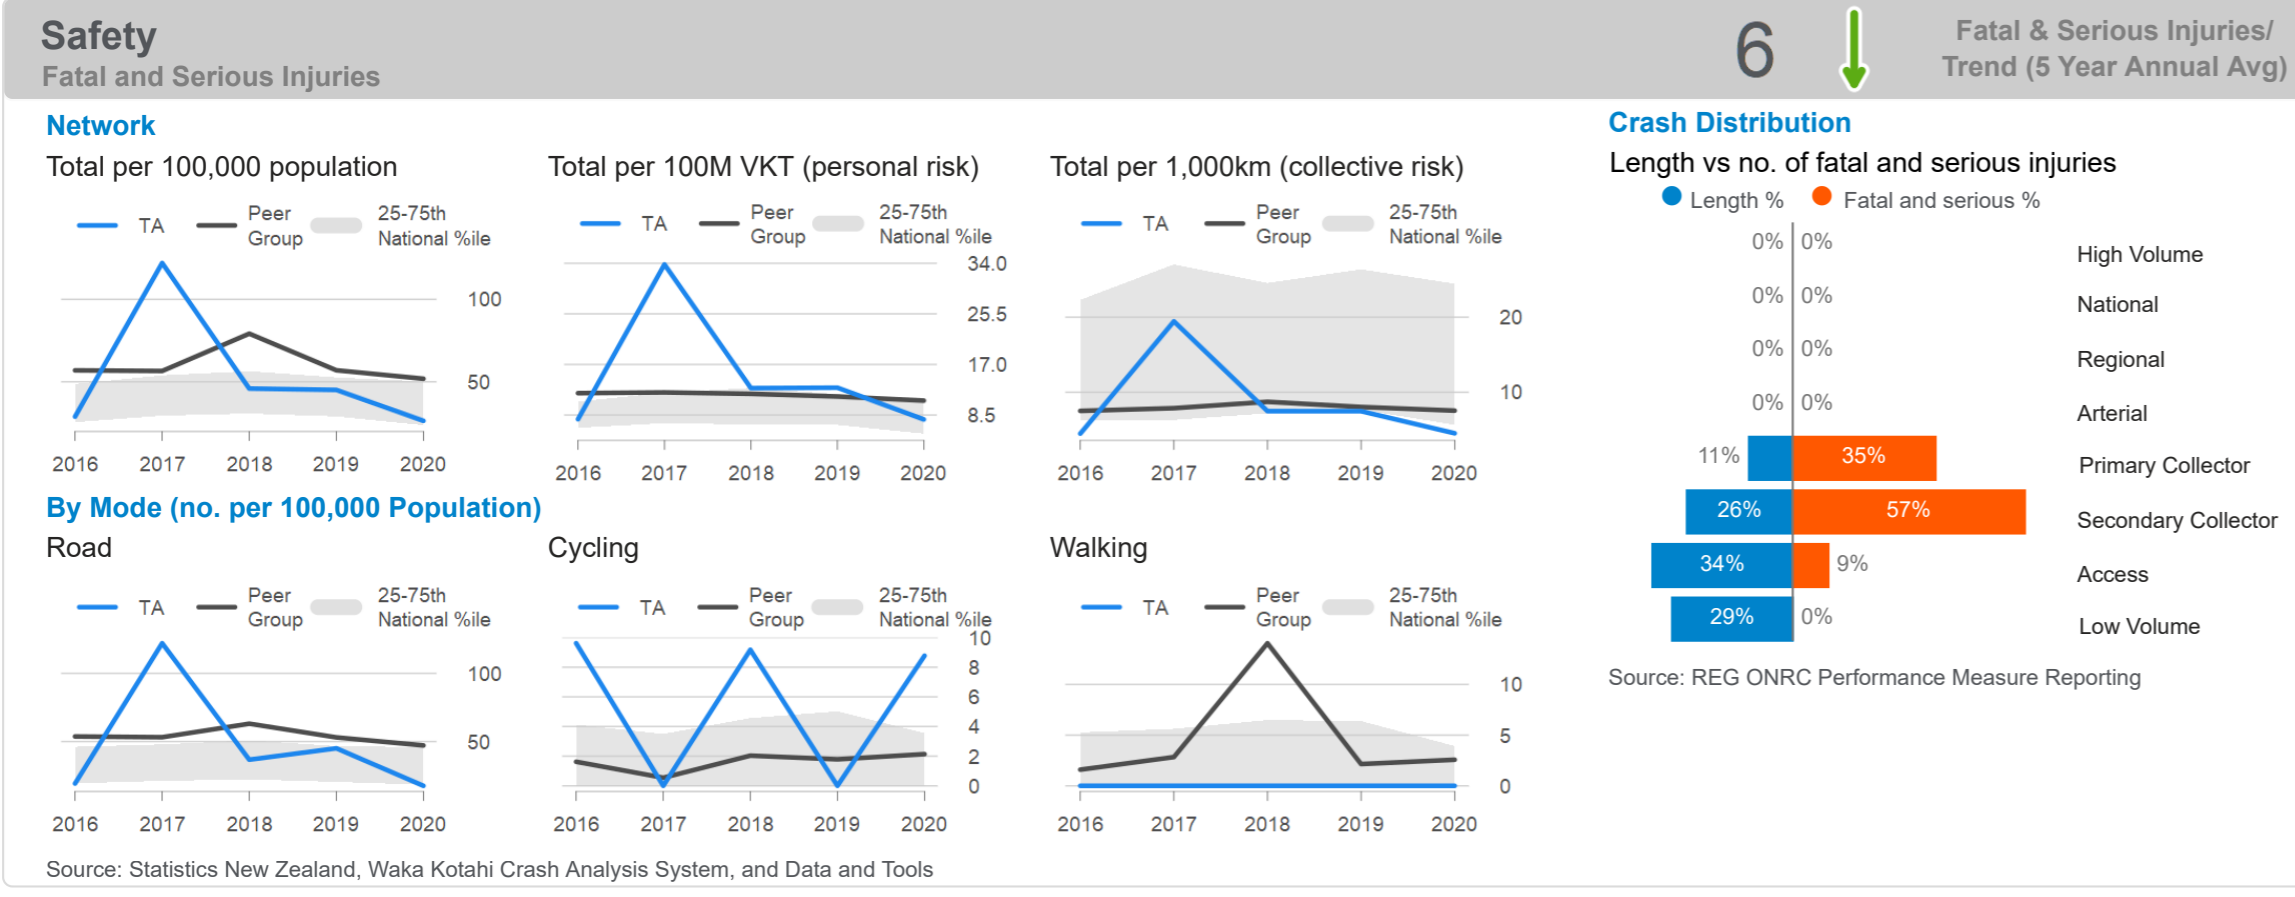 Safety
Fatal and Serious Injuries
6
Fatal & Serious Injuries/
Trend (5 Year Annual Avg)
Network
Total per 100,000 population
TA
Peer
Group
25-75th
National %ile
100
50
2016 2017 2018 2019 2020
Total per 100M VKT (personal risk)
TA
Peer
Group
25-75th
National %ile
34.0
25.5
17.0
8.5
2016 2017 2018 2019 2020
Total per 1,000km (collective risk)
TA
Peer
Group
25-75th
National %ile
20
10
2016 2017 2018 2019 2020
By Mode (no. per 100,000 Population)
Road
TA
Peer
Group
25-75th
National %ile
100
50
2016 2017 2018 2019 2020
Cycling
TA
Peer
Group
25-75th
National %ile
10
8
6
4
2
0
2016 2017 2018 2019 2020
Walking
TA
Peer
Group
25-75th
National %ile
10
5
0
2016 2017 2018 2019 2020
Source: Statistics New Zealand, Waka Kotahi Crash Analysis System, and Data and Tools
Crash Distribution
Length vs no. of fatal and serious injuries
Length % Fatal and serious %
0% 0% High Volume
0% 0% National
0% 0% Regional
0% 0% Arterial
11% 35% Primary Collector
26% 57% Secondary Collector
34% 9% Access
29% 0% Low Volume
Source: REG ONRC Performance Measure Reporting